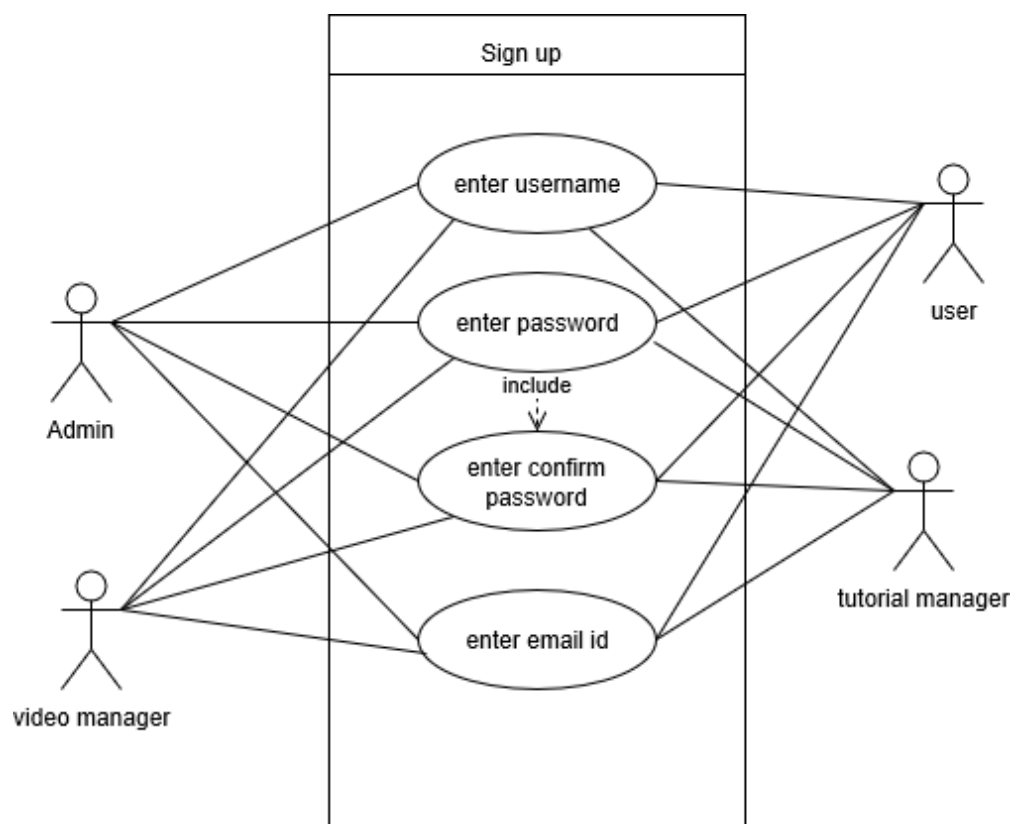 Sign up
enter username
user
enter password
include
Admin
enter confirm
password
tutorial manager
enter email id
video manager